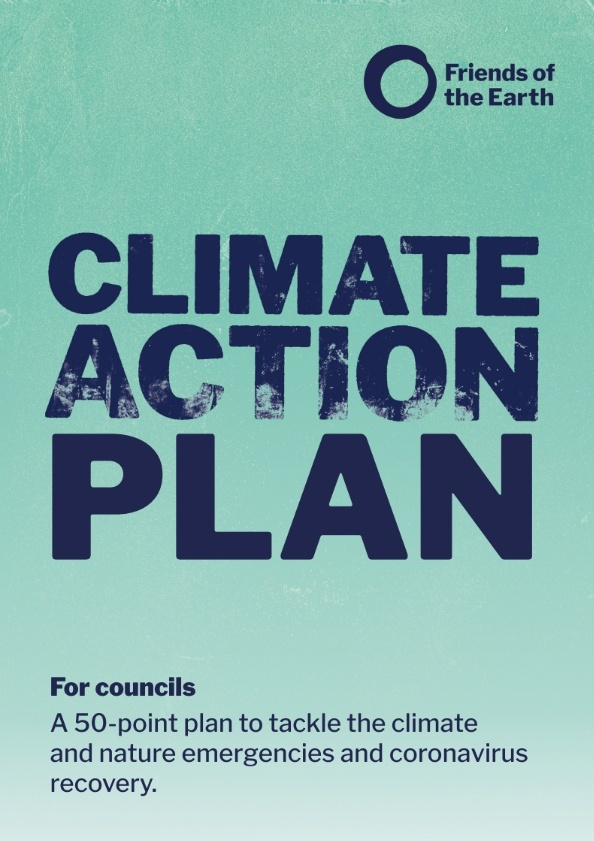 Friends of
the Earth
CLIMATE
ACTION
PLAN
For councils
A 50-point plan to tackle the climate
and nature emergencies and coronavirus
recovery.